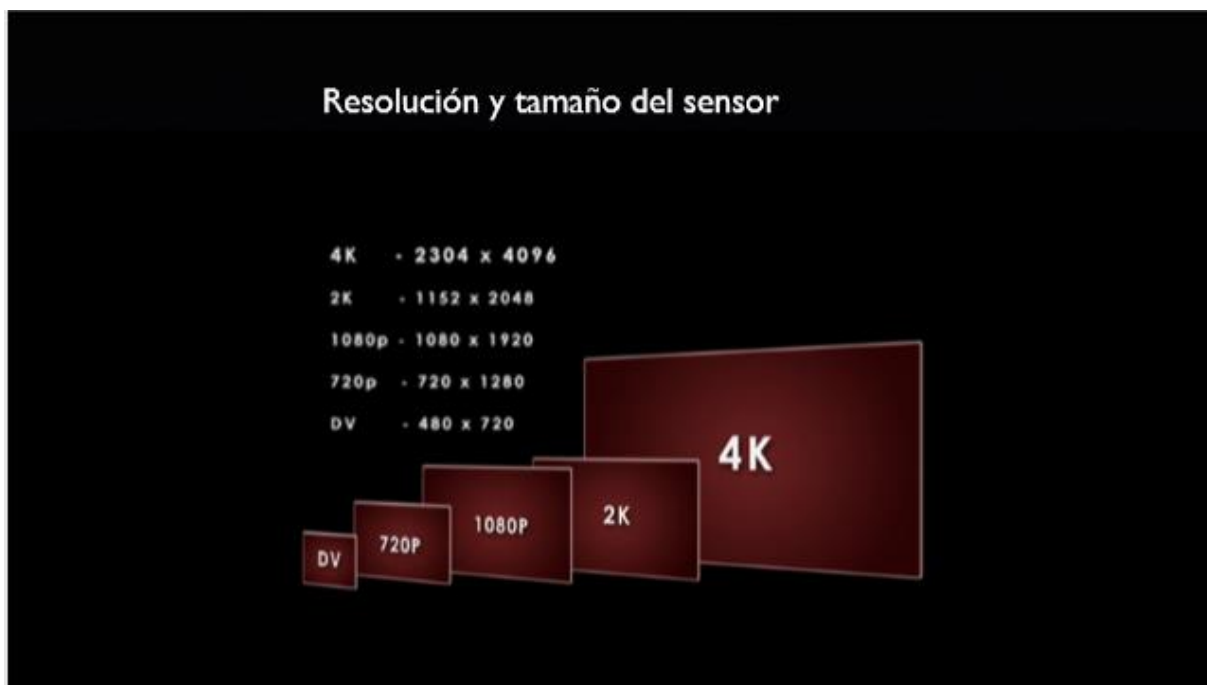 Resolución y tamaño del sensor
4K - 2304 x 4096
2K - 1152 x 2048
1080p - 1080 x 1920
720p - 720 x 1280
DV - 480 x 720
4K
2K
1080P
720P
DV